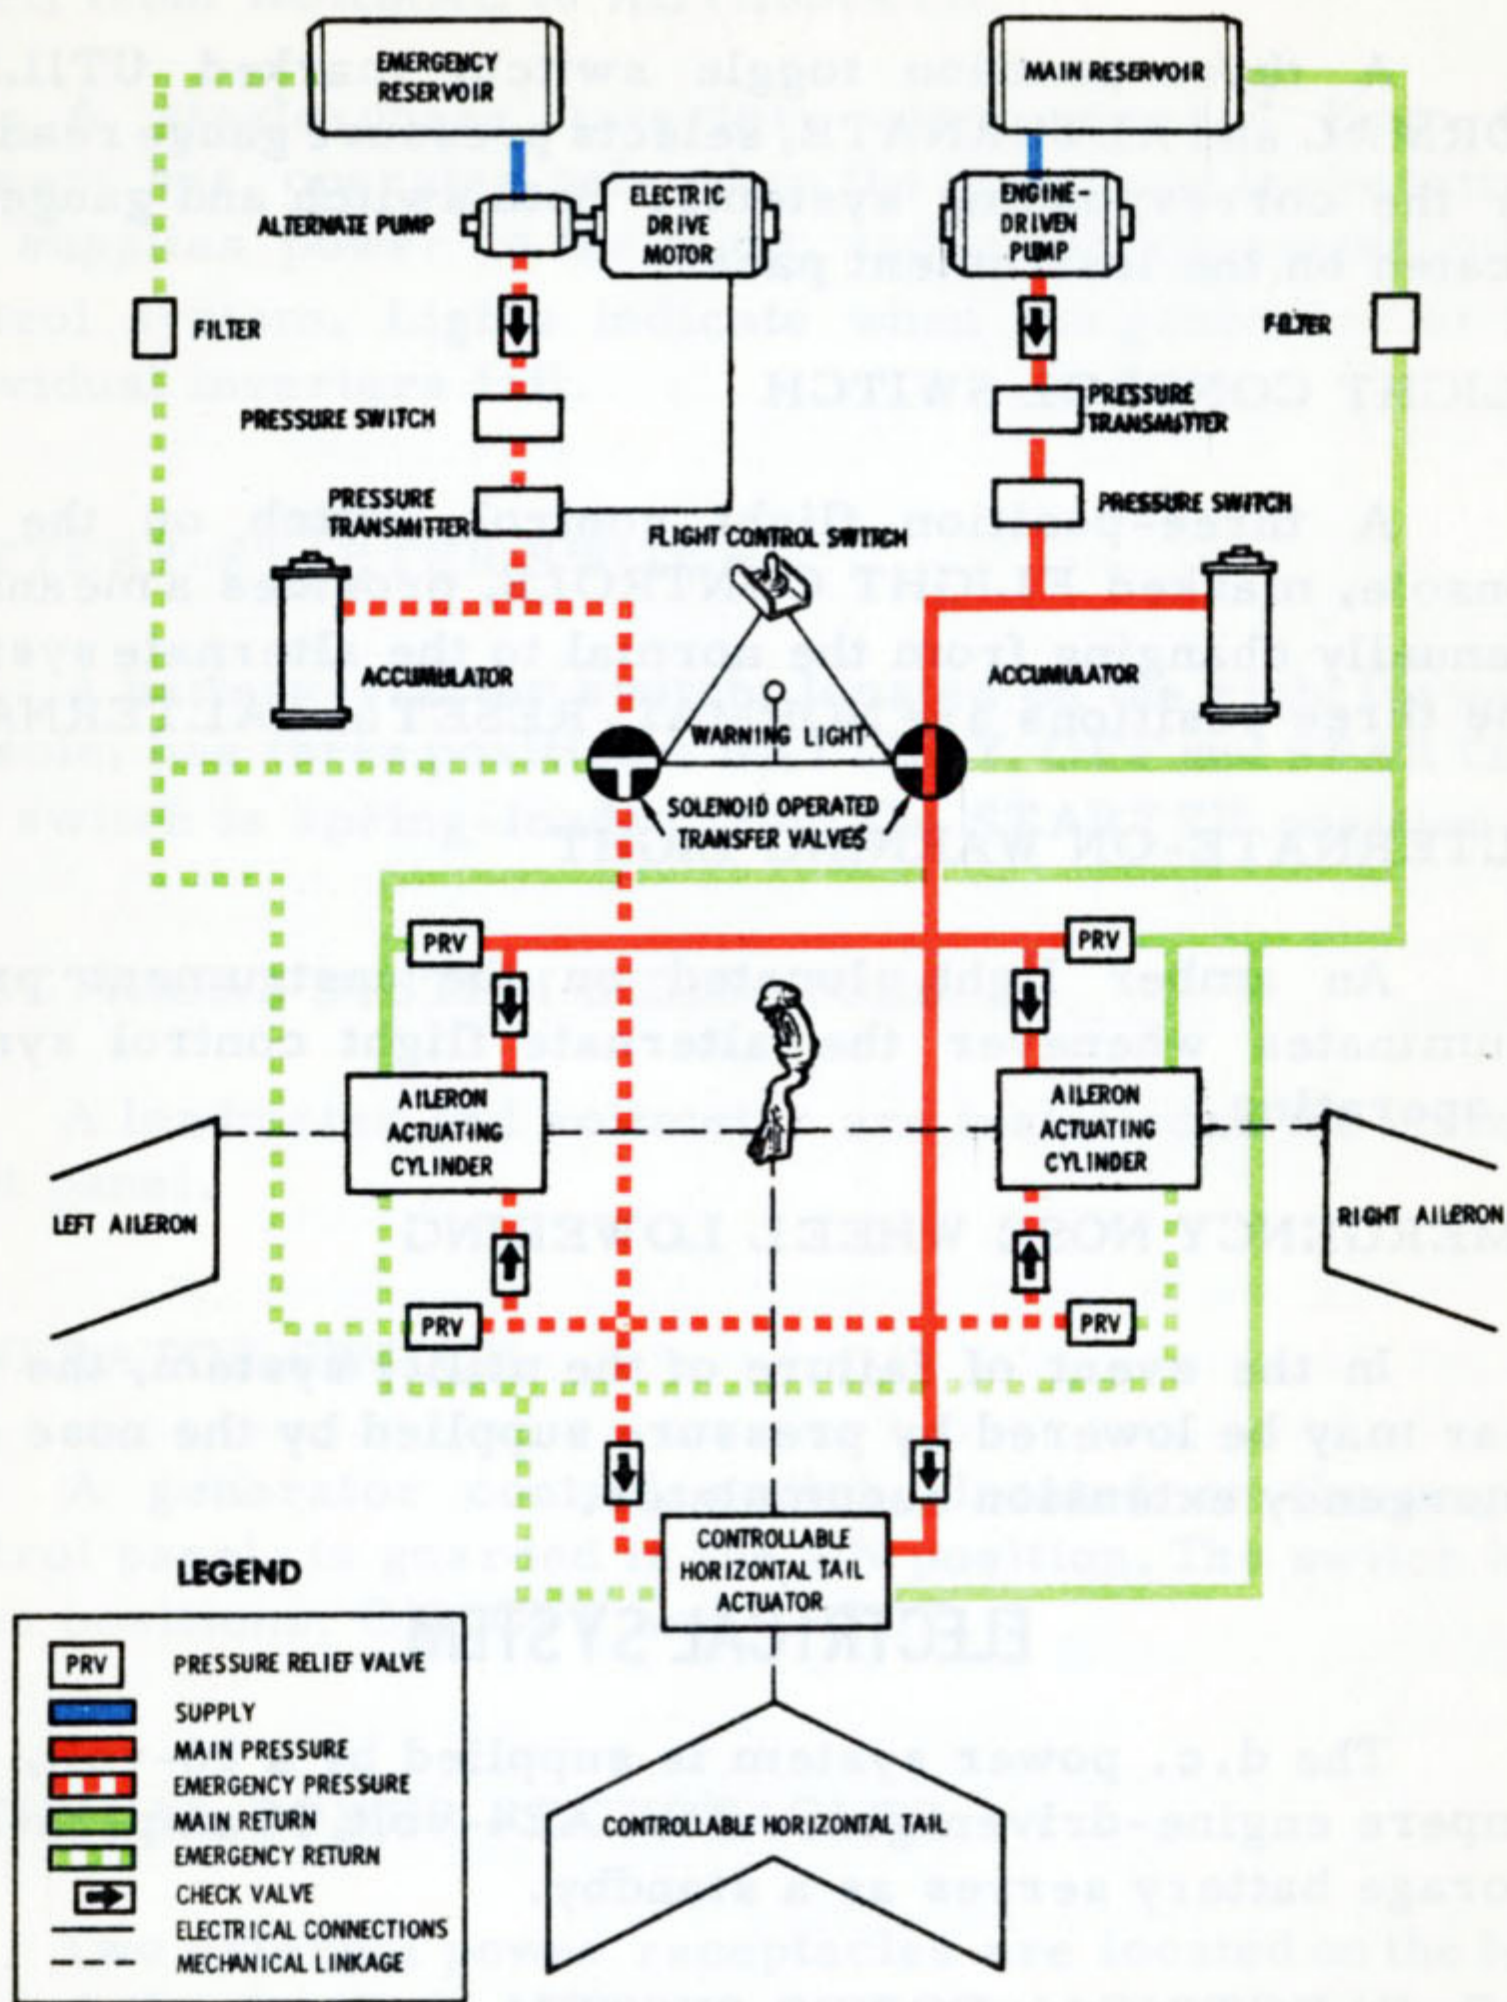 EMERGENCY
RESERVOIR
MAIN RESERVOIR
ALTERNATE PUMP
ELECTRIC
DRIVE
MOTOR
ENGINE-
DRIVEN
PUMP
FILTER
FILTER
PRESSURE SWITCH
PRESSURE
TRANSMITTER
PRESSURE
TRANSMITTER
PRESSURE SWITCH
FLIGHT CONTROL SWITCH
ACCUMULATOR
ACCUMULATOR
WARNING LIGHT
SOLENOID OPERATED
TRANSFER VALVES
PRV
PRV
AILERON
ACTUATING
CYLINDER
AILERON
ACTUATING
CYLINDER
LEFT AILERON
RIGHT AILERON
PRV
PRV
CONTROLLABLE
HORIZONTAL TAIL
ACTUATOR
CONTROLLABLE HORIZONTAL TAIL
LEGEND
PRV PRESSURE RELIEF VALVE
SUPPLY
MAIN PRESSURE
EMERGENCY PRESSURE
MAIN RETURN
EMERGENCY RETURN
CHECK VALVE
ELECTRICAL CONNECTIONS
MECHANICAL LINKAGE